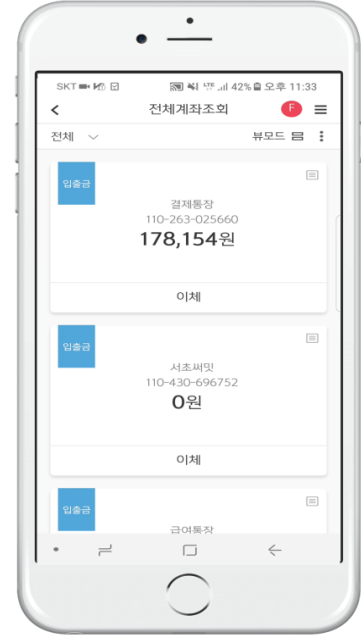 SKT LTE 42% 오후 11:33
전체계좌조회 F
전체 뷰모드
입출금
결제통장
110-263-025660
178,154원
이체
입출금
서초써밋
110-430-696752
0원
이체
입출금
급여통장